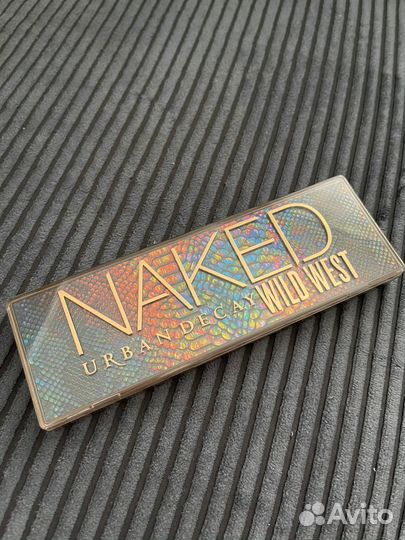 NAKED
URBAN DECAY
WILD WEST
Avito